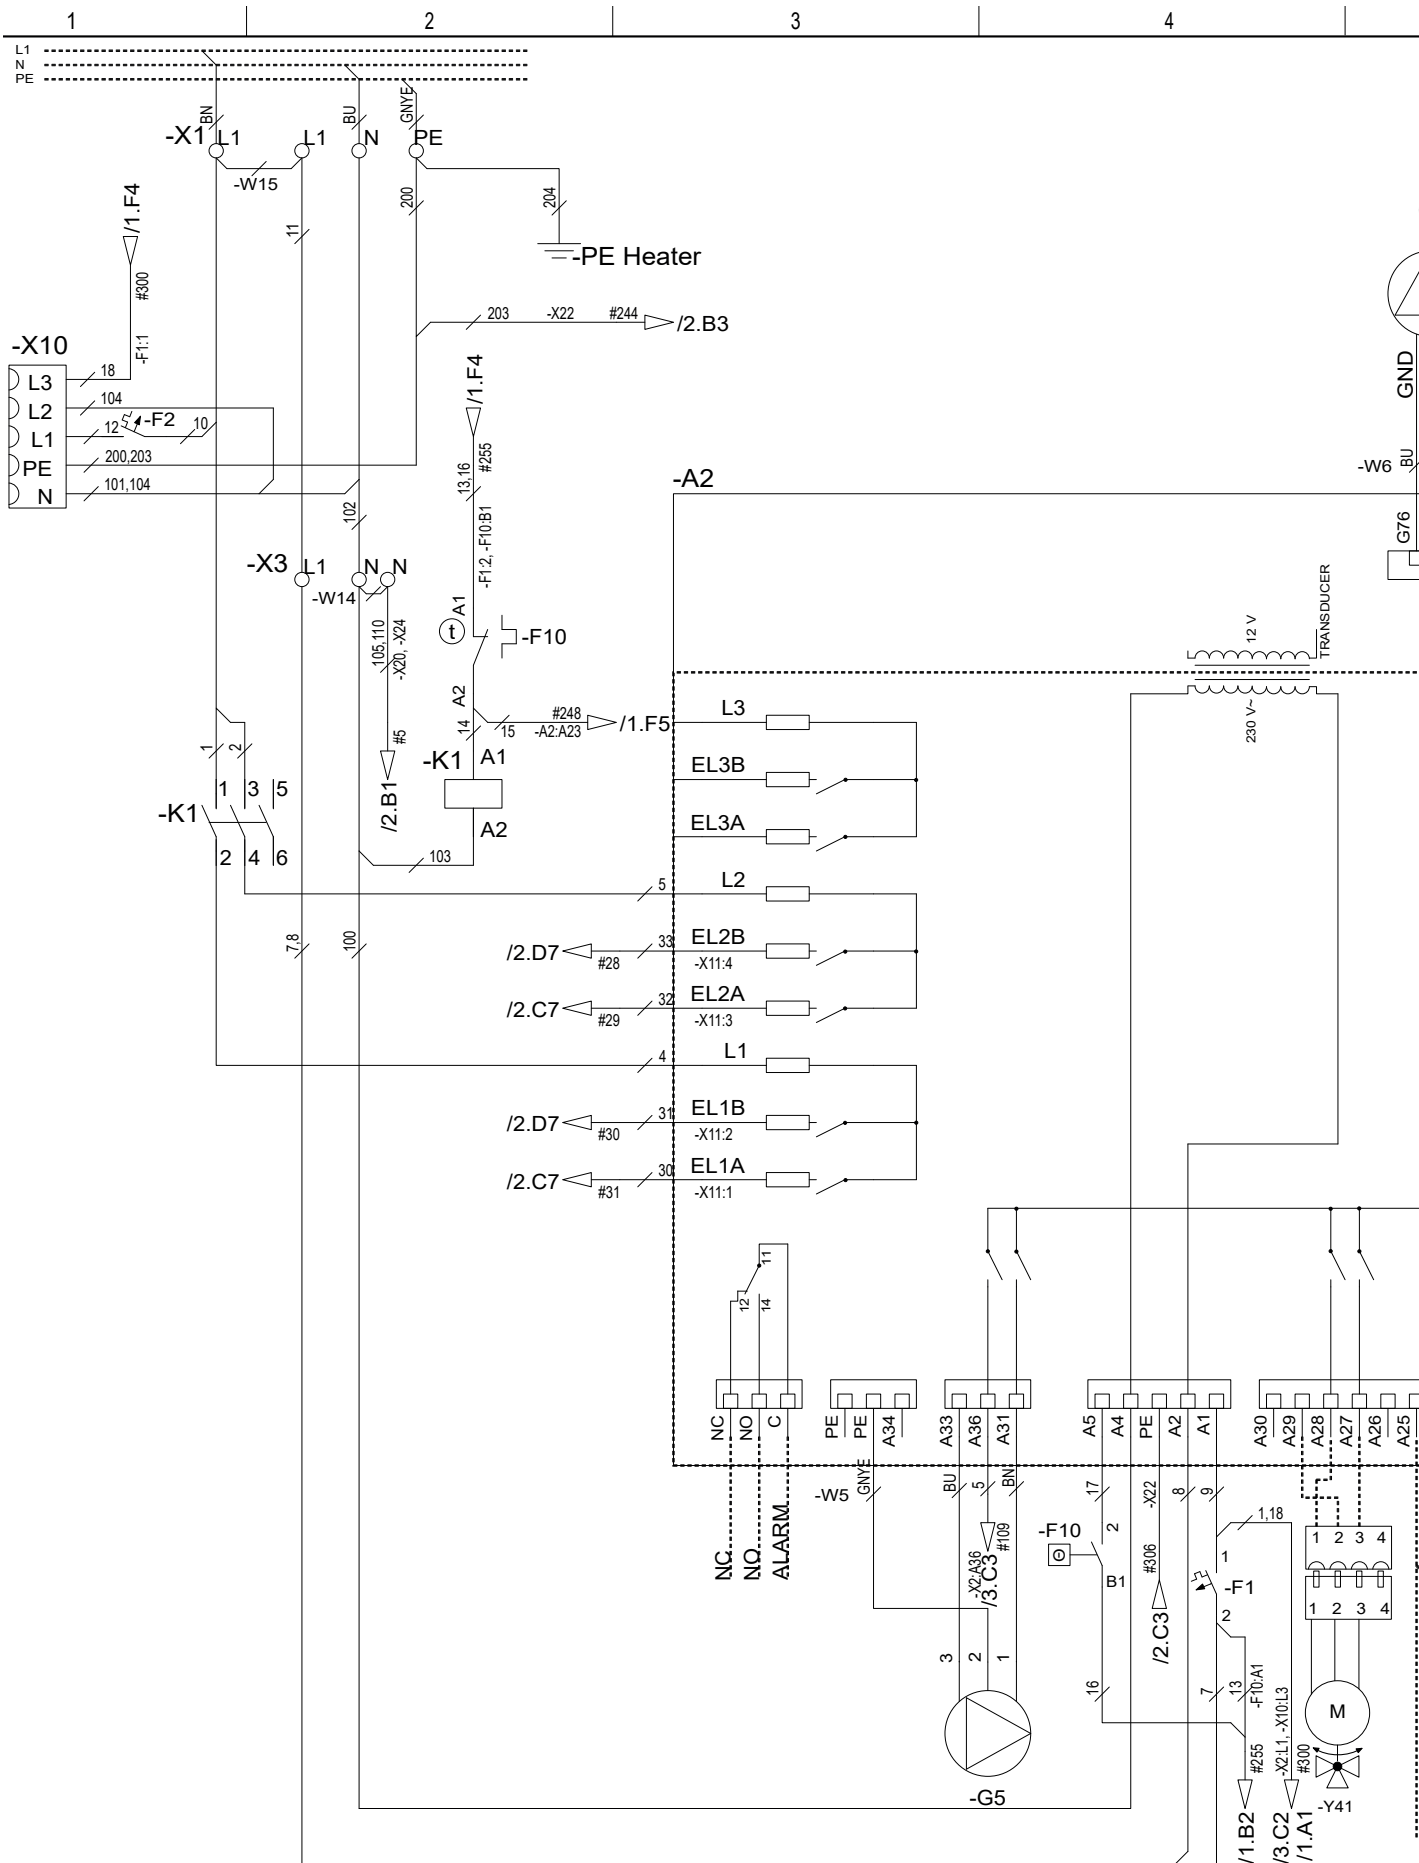 1 2 3 4
L1
N
PE
BN BU GNYE
-X1 L1 L1 N PE
-W15
/1.F4
200
204
11
-PE Heater
#300
-F1:1
203 -X22 #244 /2.B3
-X10
L3 18
L2 104
L1 12 -F2 10
PE 200,203
N 101,104
/1.F4
#255
13,16
-F1:2, -F10:B1
GND
-W6 BU
G76
-A2
102
-X3 L1 N N
-W14
105,110
-X20, -X24
#5
/2.B1
A1
t
-F10
A2
14
15
#248
-A2:A23
/1.F5
12 V
TRANSDUCER
230 V~
L3
EL3B
EL3A
-K1 A1
A2
103
1 2
-K1
1 3 5
2 4 6
5 L2
/2.D7 #28 33 EL2B
-X11:4
/2.C7 #29 32 EL2A
-X11:3
7,8
100
4 L1
/2.D7 #30 31 EL1B
-X11:2
/2.C7 #31 30 EL1A
-X11:1
11
12 14
NC NO C
PE PE A34
A33 A36 A31
A5 A4 PE A2 A1
A30 A29 A28 A27 A26 A25
NC NO ALARM
-W5 GNYE
BU 5 BN
-X2:A36
#109
/3.C3
17
2
-F10
B1
16
-X22
#306
/2.C3
8
9
1,18
1
-F1
2
7
13
-F10:A1
#255
/1.B2
-X2:L1, -X10:L3
#300
/3.C2
/1.A1
1 2 3 4
1 2 3 4
M
-Y41
3 2 1
-G5